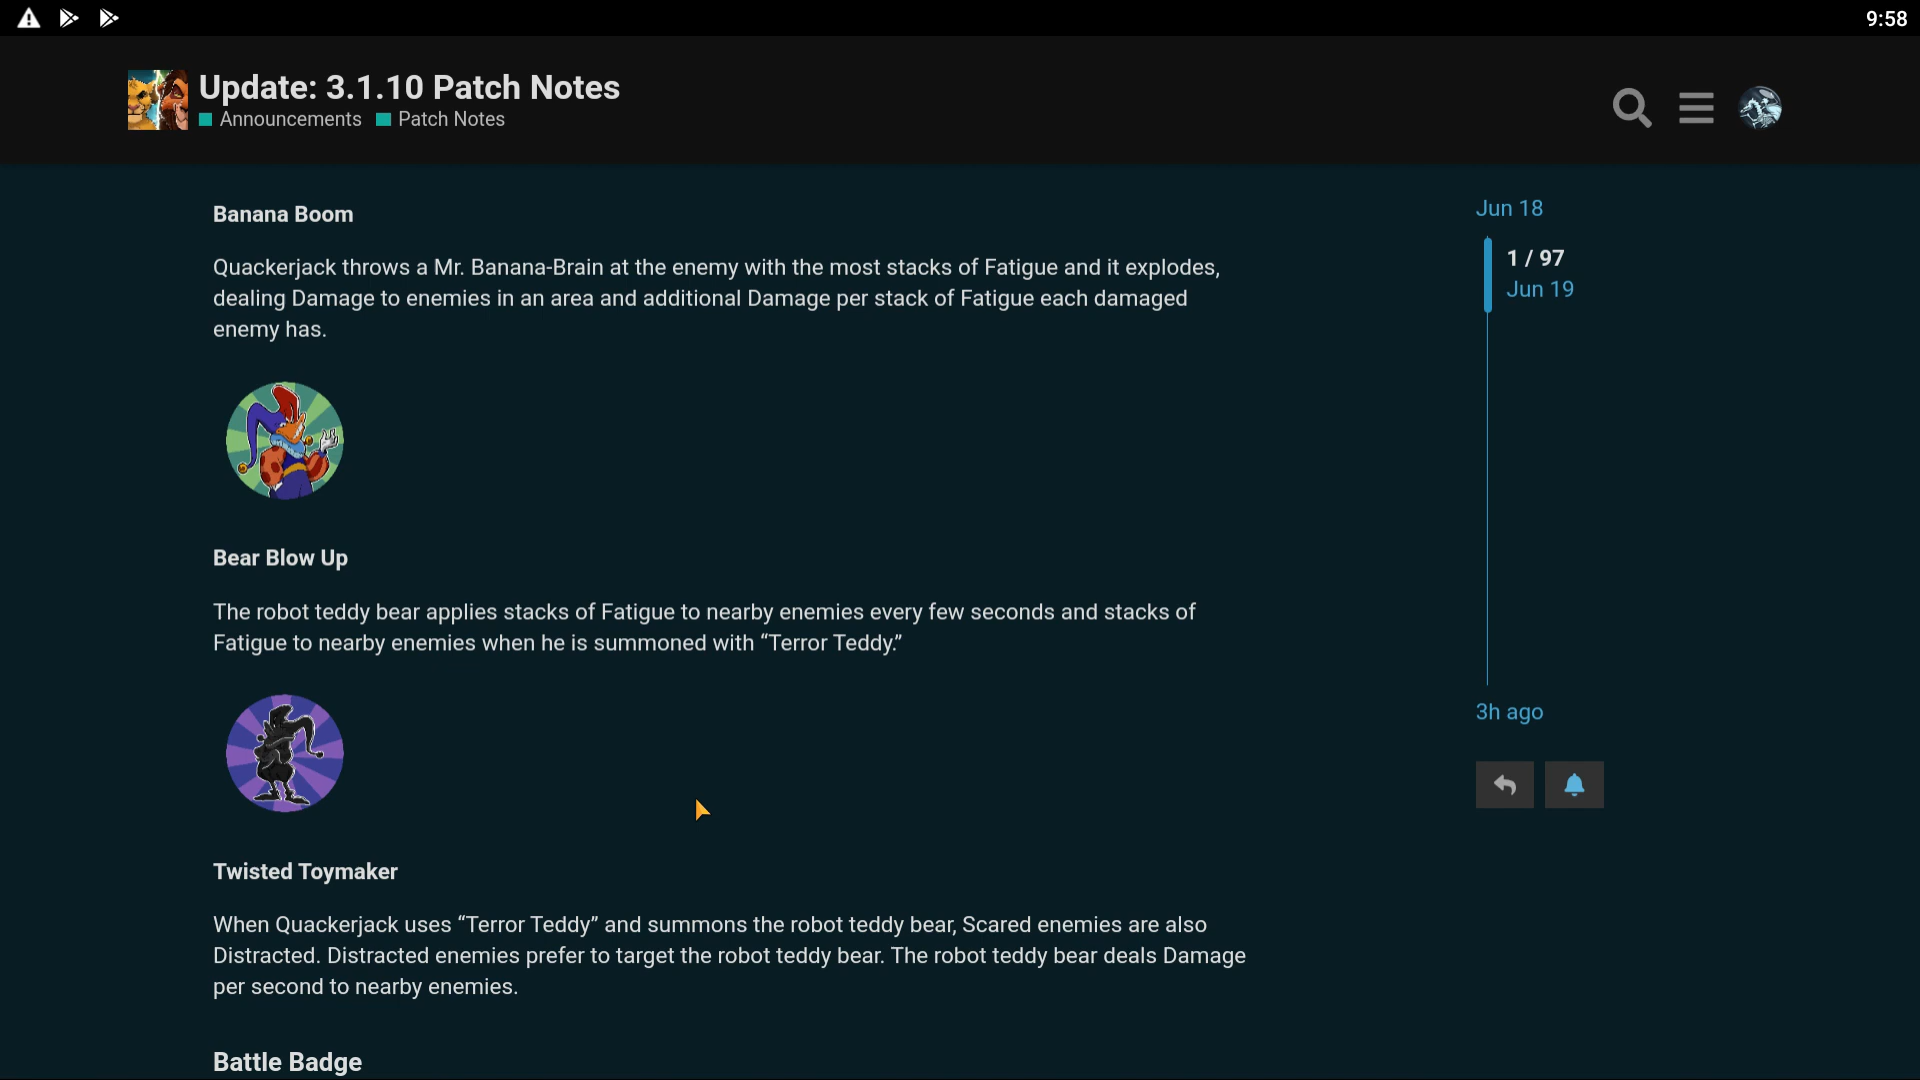 9:58
Update: 3.1.10 Patch Notes
Announcements Patch Notes
Banana Boom
Quackerjack throws a Mr. Banana-Brain at the enemy with the most stacks of Fatigue and it explodes,
dealing Damage to enemies in an area and additional Damage per stack of Fatigue each damaged
enemy has.
Bear Blow Up
The robot teddy bear applies stacks of Fatigue to nearby enemies every few seconds and stacks of
Fatigue to nearby enemies when he is summoned with “Terror Teddy.”
Twisted Toymaker
When Quackerjack uses “Terror Teddy” and summons the robot teddy bear, Scared enemies are also
Distracted. Distracted enemies prefer to target the robot teddy bear. The robot teddy bear deals Damage
per second to nearby enemies.
Battle Badge
Jun 18
1 / 97
Jun 19
3h ago